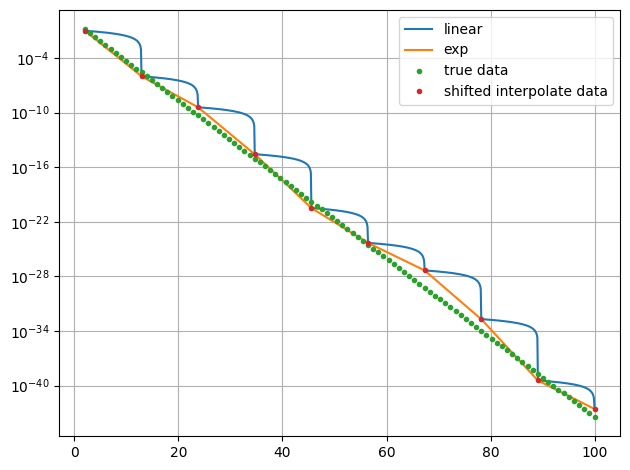 linear
exp
true data
shifted interpolate data
10⁻⁴
10⁻¹⁰
10⁻¹⁶
10⁻²²
10⁻²⁸
10⁻³⁴
10⁻⁴⁰
0 20 40 60 80 100